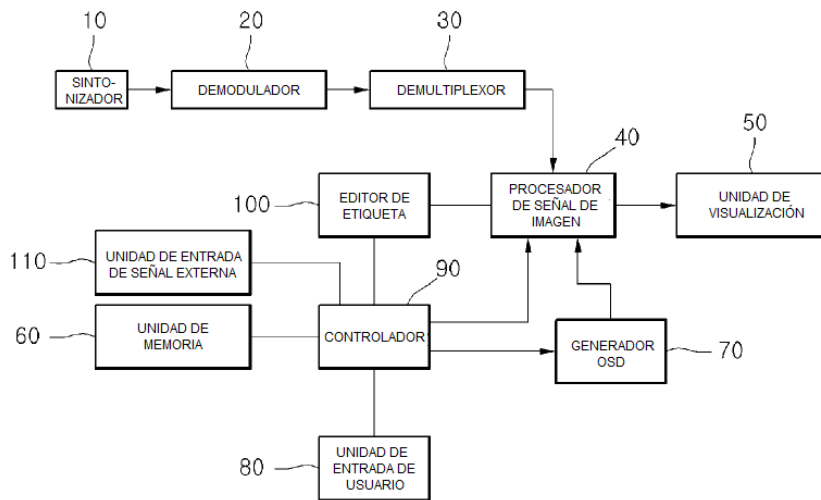 10
20
30
SINTO-
NIZADOR
DEMODULADOR
DEMULTIPLEXOR
40
50
100
EDITOR DE
ETIQUETA
PROCESADOR
DE SEÑAL DE
IMAGEN
UNIDAD DE
VISUALIZACIÓN
110
UNIDAD DE ENTRADA
DE SEÑAL EXTERNA
90
60
UNIDAD DE
MEMORIA
CONTROLADOR
GENERADOR
OSD
70
80
UNIDAD DE
ENTRADA DE
USUARIO